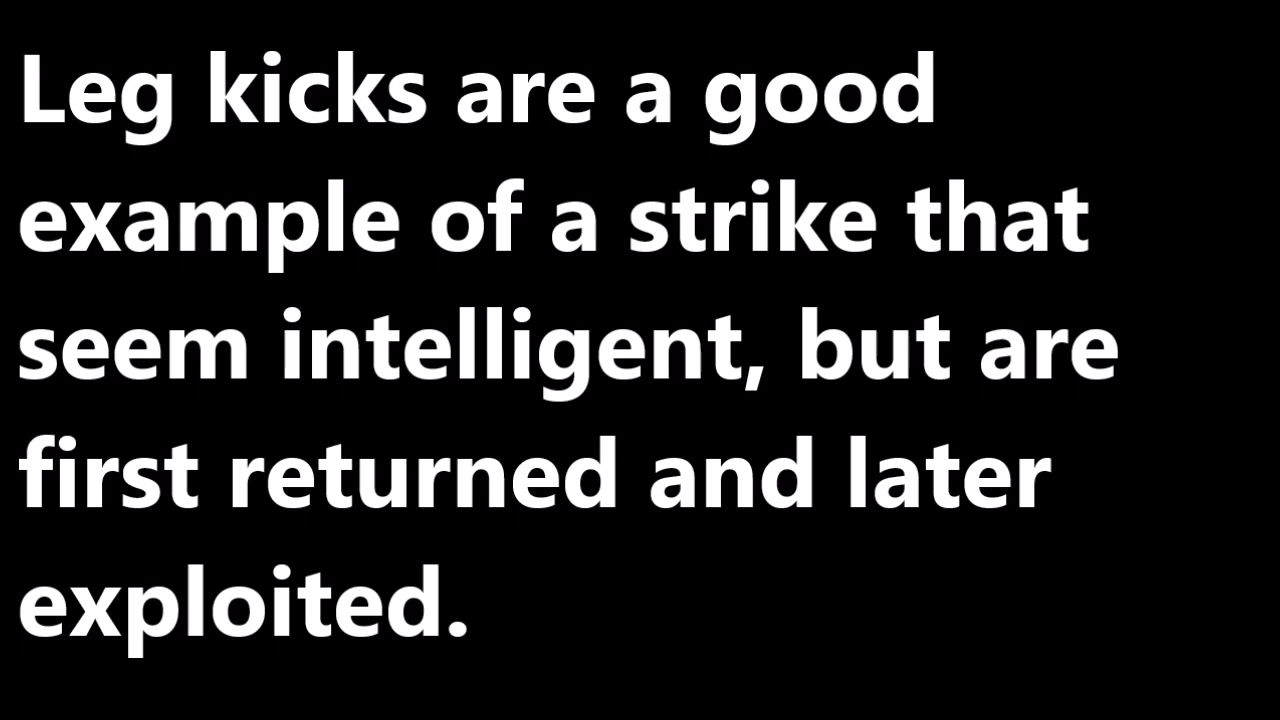 Leg kicks are a good
example of a strike that
seem intelligent, but are
first returned and later
exploited.